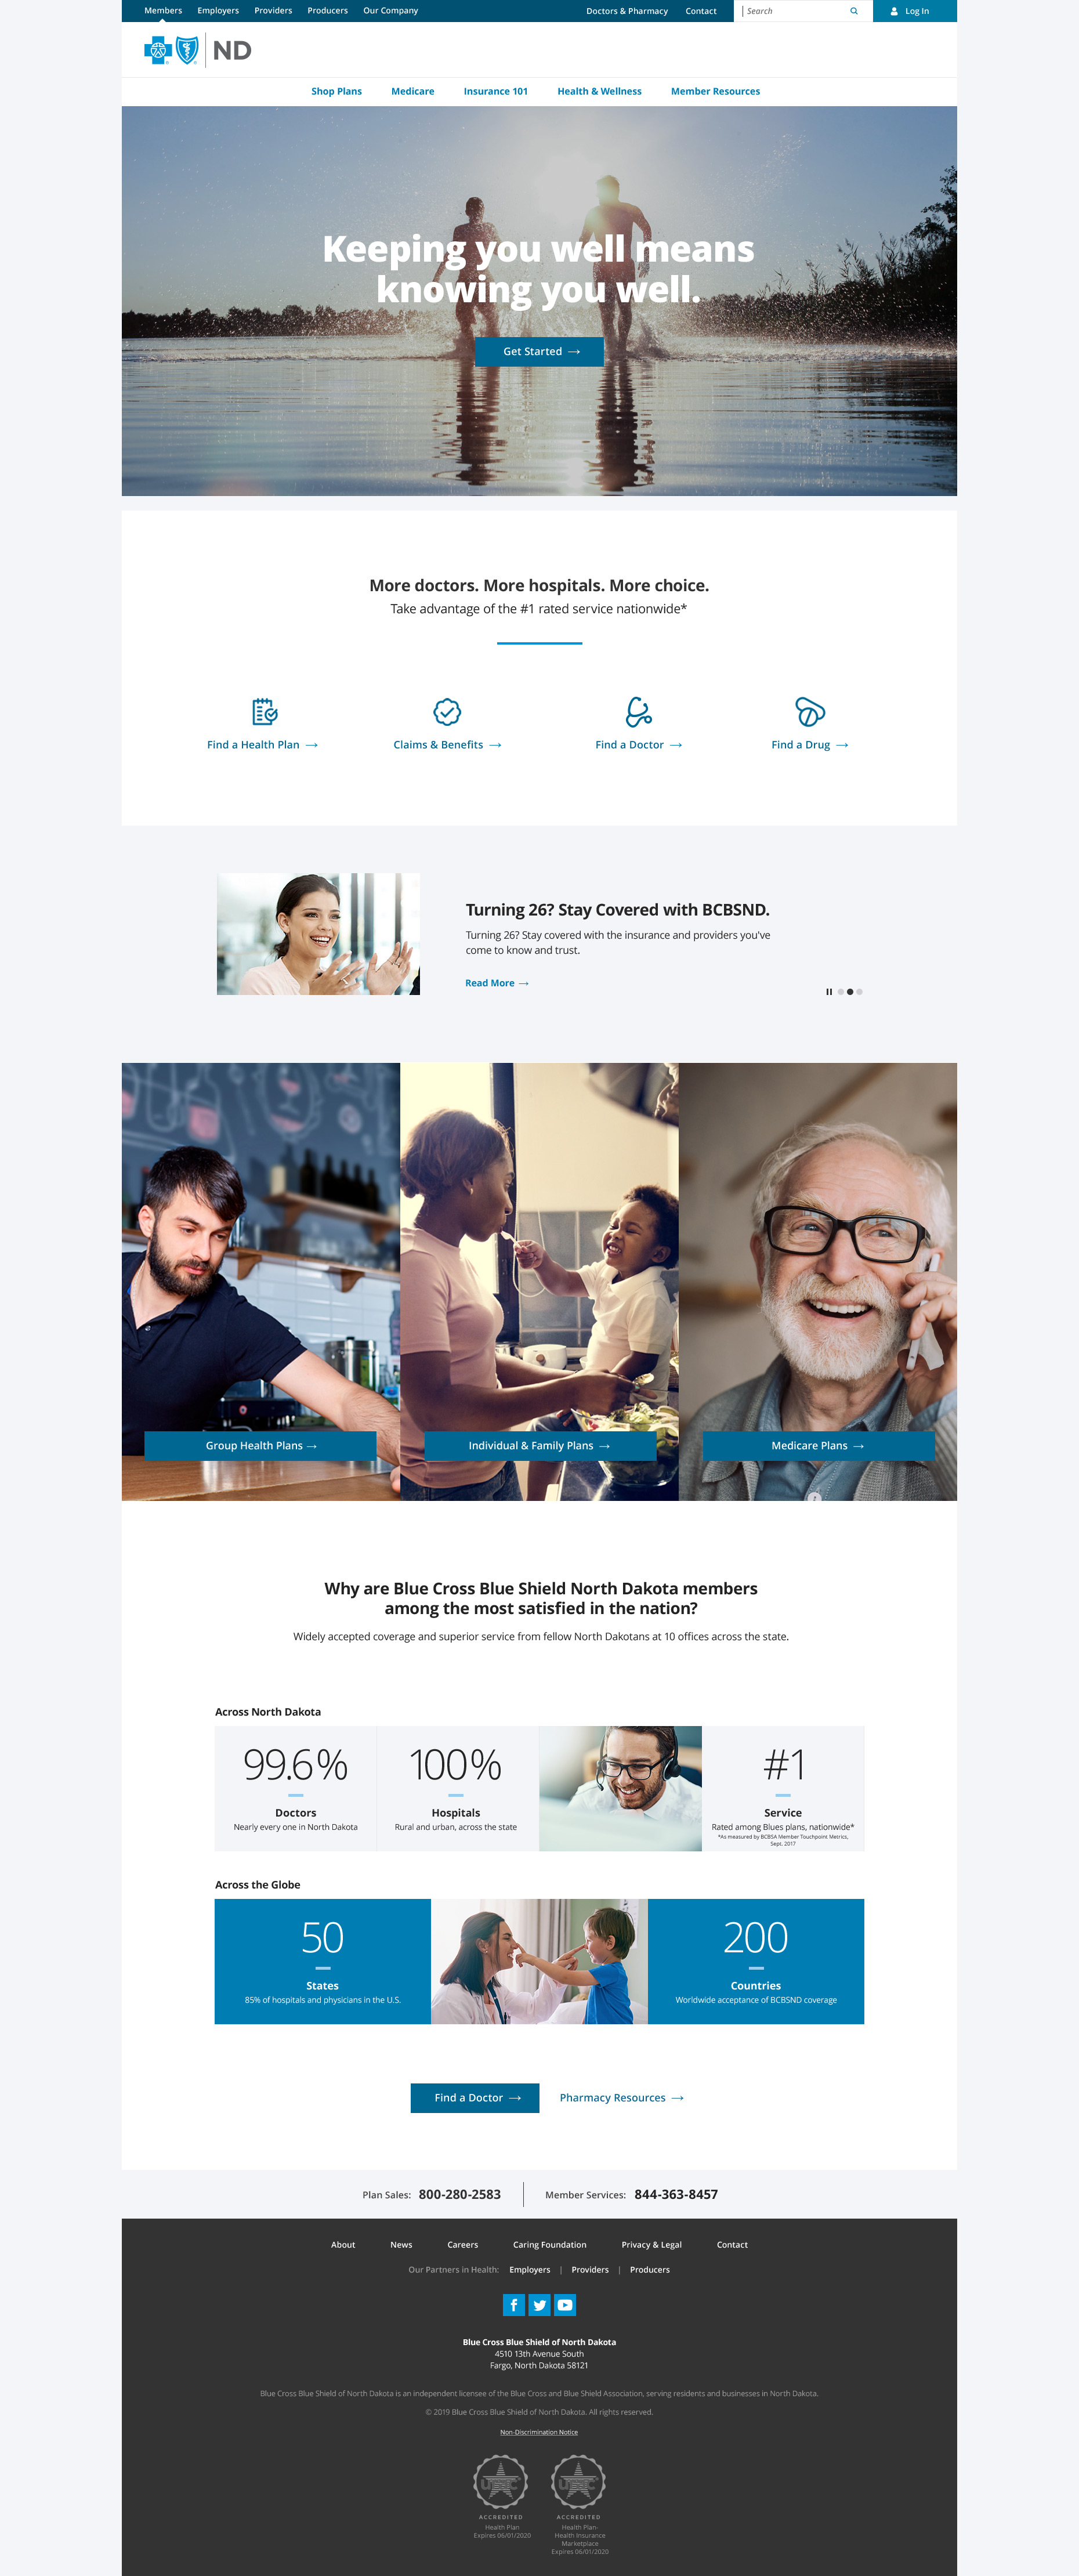 Members Employers Providers Producers Our Company Doctors & Pharmacy Contact Search Log In
ND
Shop Plans Medicare Insurance 101 Health & Wellness Member Resources
Keeping you well means
knowing you well.
Get Started →
More doctors. More hospitals. More choice.
Take advantage of the #1 rated service nationwide*
Find a Health Plan → Claims & Benefits → Find a Doctor → Find a Drug →
Turning 26? Stay Covered with BCBSND.
Turning 26? Stay covered with the insurance and providers you've
come to know and trust.
Read More →
Group Health Plans → Individual & Family Plans → Medicare Plans →
Why are Blue Cross Blue Shield North Dakota members
among the most satisfied in the nation?
Widely accepted coverage and superior service from fellow North Dakotans at 10 offices across the state.
Across North Dakota
99.6% 100% #1
Doctors Hospitals Service
Nearly every one in North Dakota Rural and urban, across the state Rated among Blues plans, nationwide*
*As measured by BCBSA Member Touchpoint Metrics,
Sept. 2017
Across the Globe
50 200
States Countries
85% of hospitals and physicians in the U.S. Worldwide acceptance of BCBSND coverage
Find a Doctor → Pharmacy Resources →
Plan Sales: 800-280-2583 Member Services: 844-363-8457
About News Careers Caring Foundation Privacy & Legal Contact
Our Partners in Health: Employers | Providers | Producers
Blue Cross Blue Shield of North Dakota
4510 13th Avenue South
Fargo, North Dakota 58121
Blue Cross Blue Shield of North Dakota is an independent licensee of the Blue Cross and Blue Shield Association, serving residents and businesses in North Dakota.
© 2019 Blue Cross Blue Shield of North Dakota. All rights reserved.
Non-Discrimination Notice
ACCREDITED ACCREDITED
Health Plan Health Plan-
Expires 06/01/2020 Health Insurance
Marketplace
Expires 06/01/2020